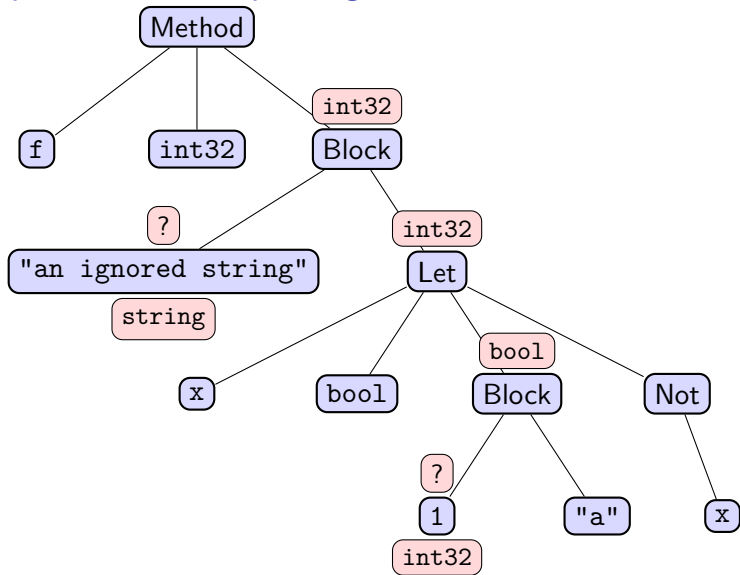 Method
int32
f
int32
Block
?
int32
"an ignored string"
Let
string
bool
x
bool
Block
Not
?
1
"a"
x
int32